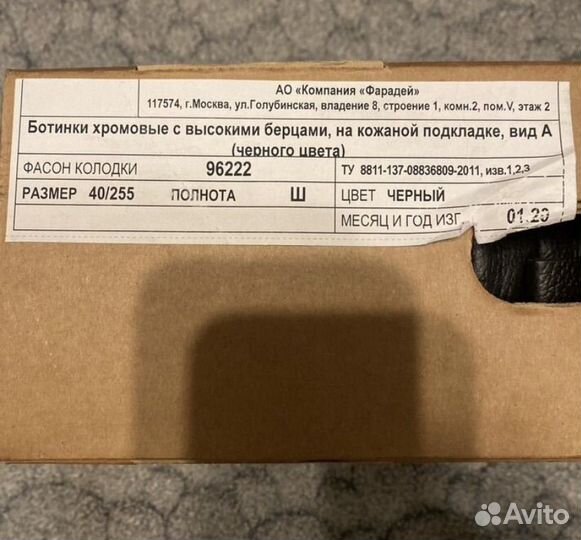 АО «Компания «Фарадей»
117574, г.Москва, ул.Голубинская, владение 8, строение 1, комн.2, пом.V, этаж 2
Ботинки хромовые с высокими берцами, на кожаной подкладке, вид А
(черного цвета)
ФАСОН КОЛОДКИ 96222 ТУ 8811-137-08836809-2011, изв.1,2,3
РАЗМЕР 40/255 ПОЛНОТА Ш ЦВЕТ ЧЕРНЫЙ
МЕСЯЦ И ГОД ИЗГ. 01.20
Avito